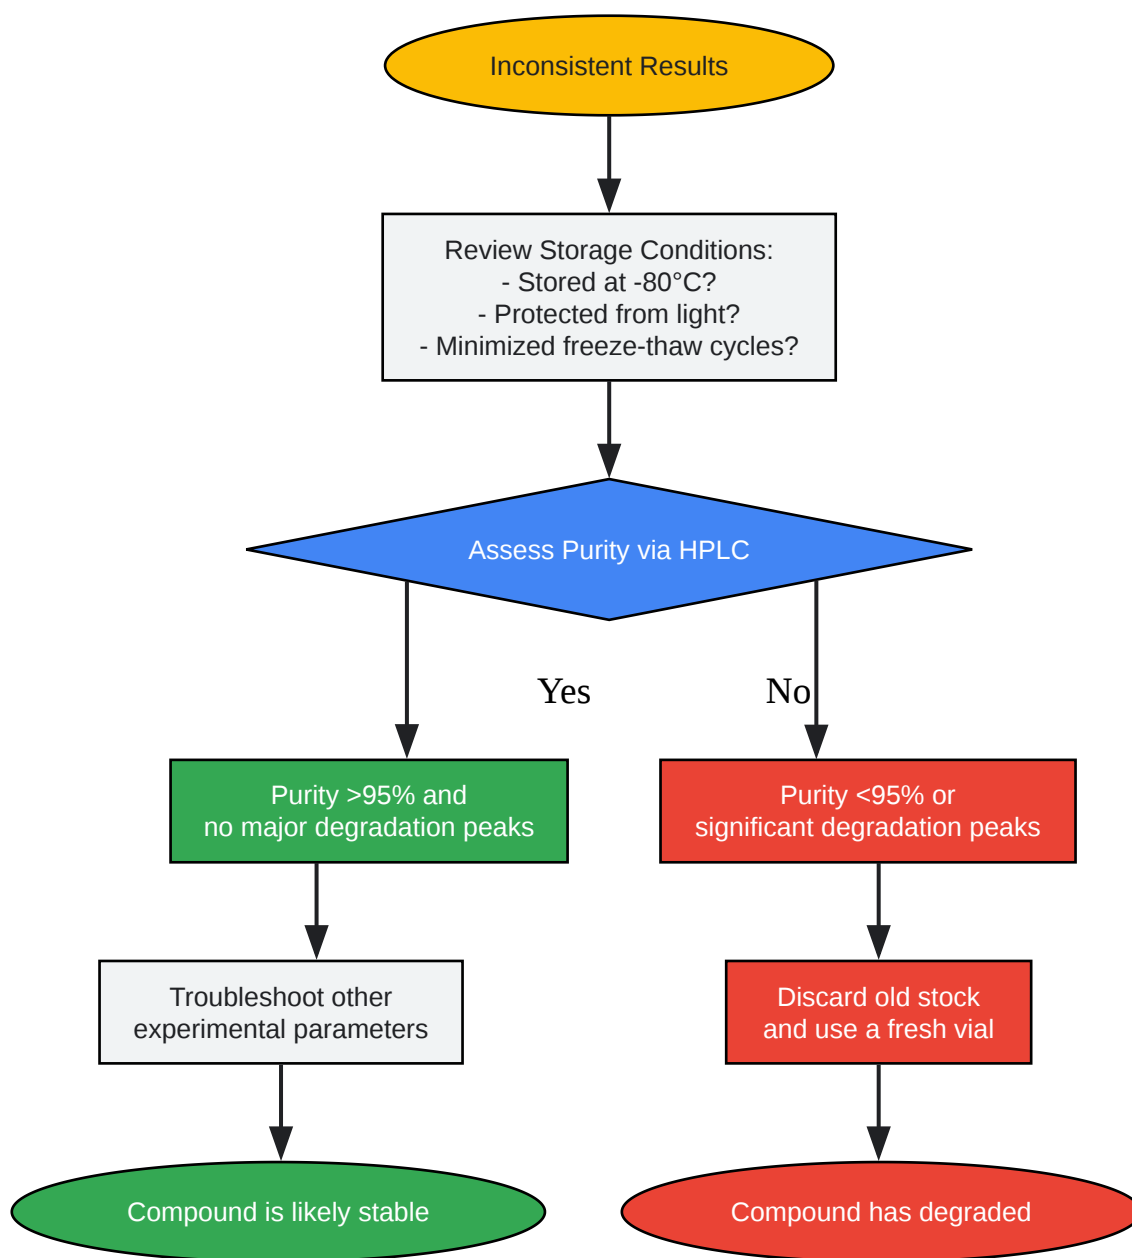 Inconsistent Results
Review Storage Conditions:
- Stored at -80°C?
- Protected from light?
- Minimized freeze-thaw cycles?
Assess Purity via HPLC
Yes
No
Purity >95% and
no major degradation peaks
Purity <95% or
significant degradation peaks
Troubleshoot other
experimental parameters
Discard old stock
and use a fresh vial
Compound is likely stable
Compound has degraded